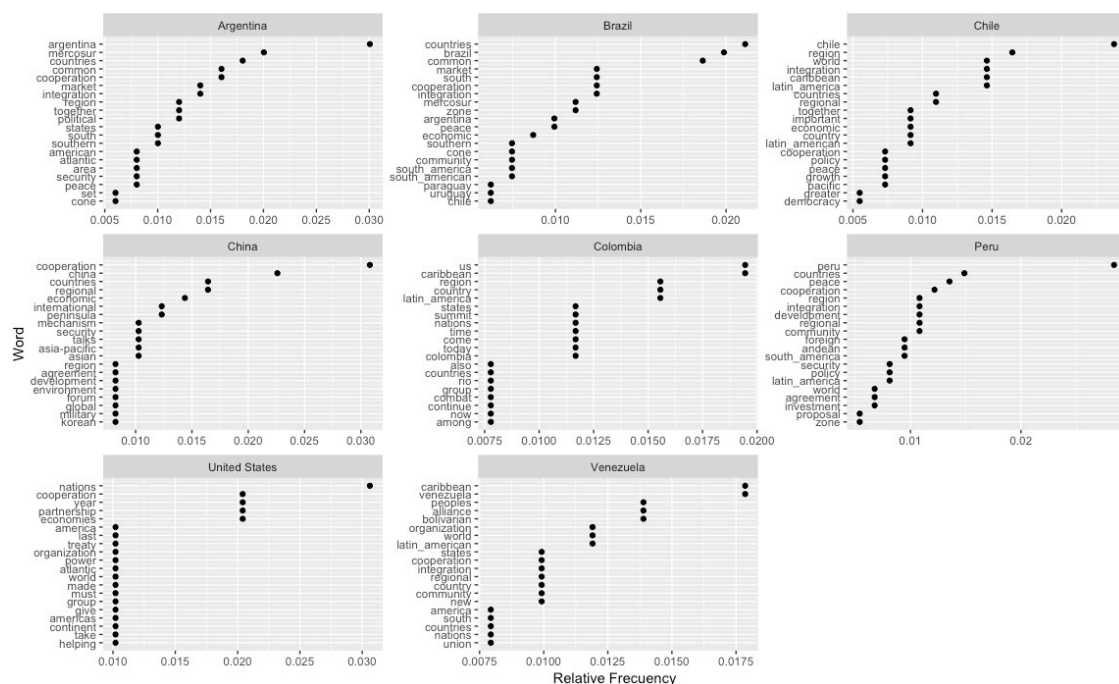 Argentina
argentina
mercosur
countries
common
cooperation
market
integration
region
together
political
states
south
southern
american
atlantic
area
security
peace
set
cone
0.005 0.010 0.015 0.020 0.025 0.030
Brazil
countries
brazil
common
market
south
cooperation
integration
mercosur
zone
argentina
peace
economic
southern
cone
community
south_america
south_american
paraguay
uruguay
chile
0.010 0.015 0.020
Chile
chile
region
world
integration
caribbean
latin_america
countries
regional
together
important
economic
country
latin_american
cooperation
policy
peace
growth
pacific
greater
democracy
0.005 0.010 0.015 0.020
Word
China
cooperation
china
countries
regional
economic
international
peninsula
mechanism
security
talks
asia-pacific
asian
region
agreement
development
environment
forum
global
military
korean
0.010 0.015 0.020 0.025 0.030
Colombia
us
caribbean
region
country
latin_america
states
summit
nations
time
come
today
colombia
also
countries
rio
group
combat
continue
now
among
0.0075 0.0100 0.0125 0.0150 0.0175 0.0200
Peru
peru
countries
peace
cooperation
region
integration
development
regional
community
foreign
andean
south_america
security
policy
latin_america
world
agreement
investment
proposal
zone
0.01 0.02
United States
nations
cooperation
year
partnership
economies
america
last
treaty
organization
power
atlantic
world
made
must
group
give
americas
continent
take
helping
0.010 0.015 0.020 0.025 0.030
Venezuela
caribbean
venezuela
peoples
alliance
bolivarian
organization
world
latin_american
states
cooperation
integration
regional
country
community
new
america
south
countries
nations
union
0.0075 0.0100 0.0125 0.0150 0.0175
Relative Frecuency